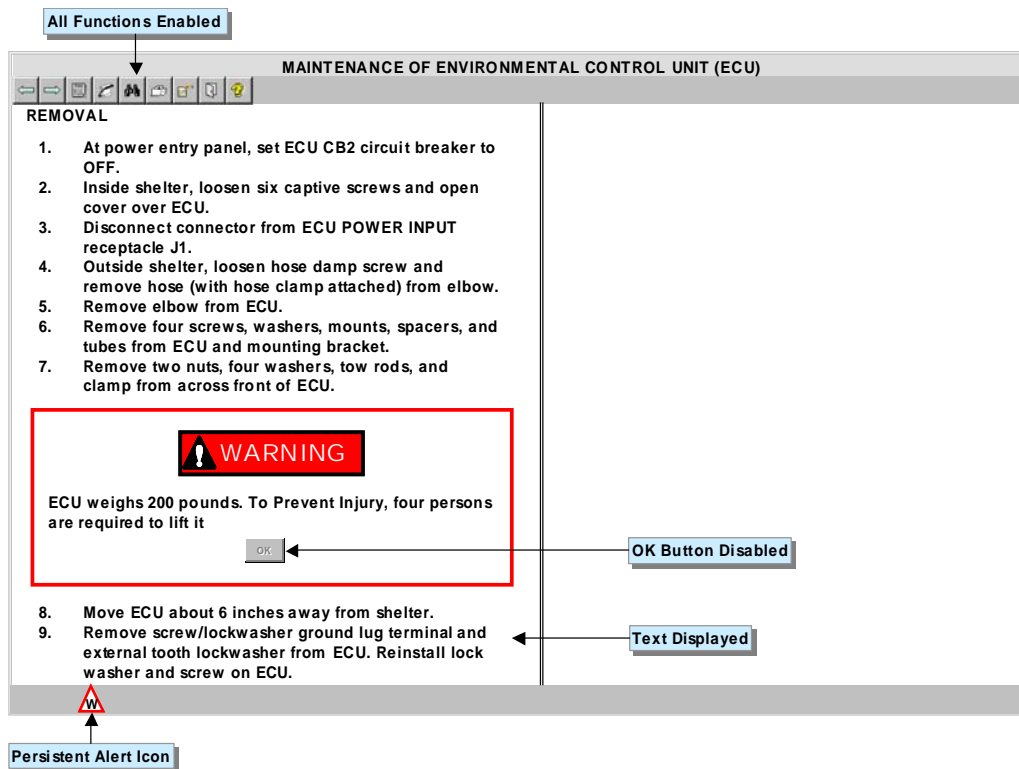 All Functions Enabled
MAINTENANCE OF ENVIRONMENTAL CONTROL UNIT (ECU)
REMOVAL
1. At power entry panel, set ECU CB2 circuit breaker to
OFF.
2. Inside shelter, loosen six captive screws and open
cover over ECU.
3. Disconnect connector from ECU POWER INPUT
receptacle J1.
4. Outside shelter, loosen hose damp screw and
remove hose (with hose clamp attached) from elbow.
5. Remove elbow from ECU.
6. Remove four screws, washers, mounts, spacers, and
tubes from ECU and mounting bracket.
7. Remove two nuts, four washers, tow rods, and
clamp from across front of ECU.
WARNING
ECU weighs 200 pounds. To Prevent Injury, four persons
are required to lift it
OK
OK Button Disabled
8. Move ECU about 6 inches away from shelter.
9. Remove screw/lockwasher ground lug terminal and
external tooth lockwasher from ECU. Reinstall lock
washer and screw on ECU.
Text Displayed
W
Persistent Alert Icon